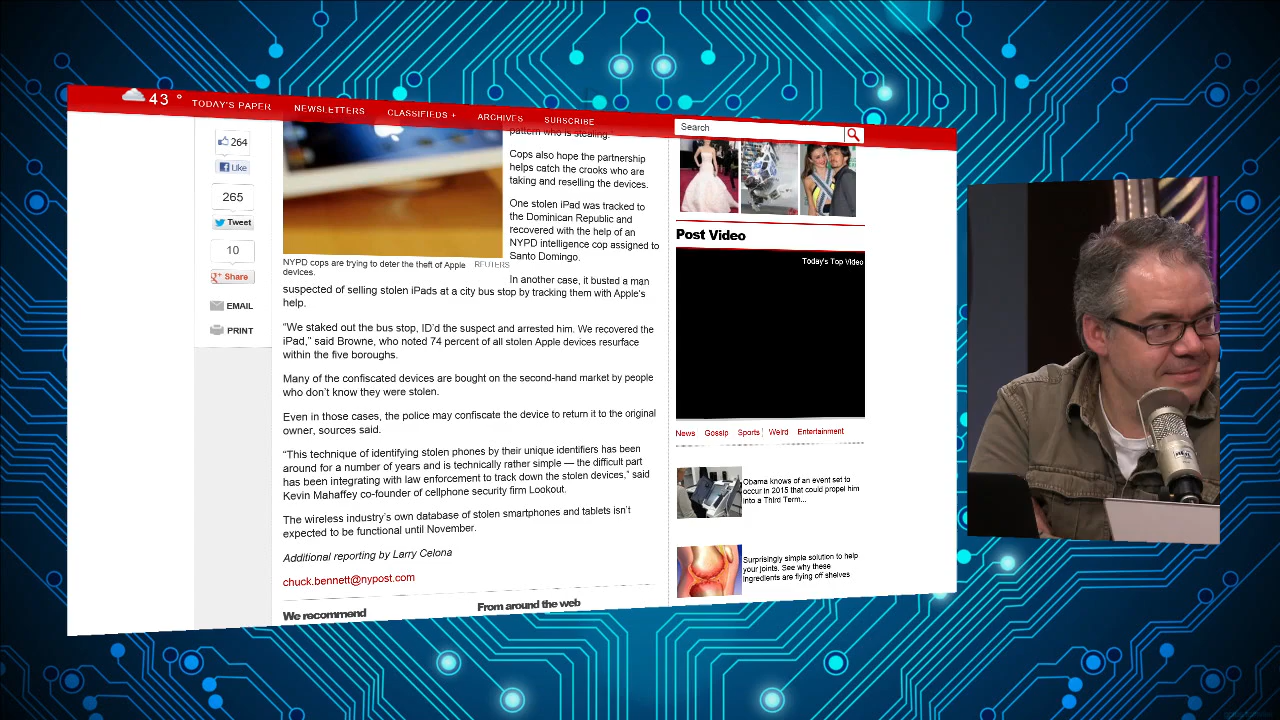 43 °
TODAY'S PAPER
NEWSLETTERS
CLASSIFIEDS +
ARCHIVES
SUBSCRIBE
Search
264
Like
265
Tweet
10
Share
EMAIL
PRINT
NYPD cops are trying to deter the theft of Apple
devices.
REUTERS
pattern who is stealing.
Cops also hope the partnership
helps catch the crooks who are
taking and reselling the devices.
One stolen iPad was tracked to
the Dominican Republic and
recovered with the help of an
NYPD intelligence cop assigned to
Santo Domingo.
In another case, it busted a man
suspected of selling stolen iPads at a city bus stop by tracking them with Apple's
help.
"We staked out the bus stop, ID'd the suspect and arrested him. We recovered the
iPad," said Browne, who noted 74 percent of all stolen Apple devices resurface
within the five boroughs.
Many of the confiscated devices are bought on the second-hand market by people
who don't know they were stolen.
Even in those cases, the police may confiscate the device to return it to the original
owner, sources said.
"This technique of identifying stolen phones by their unique identifiers has been
around for a number of years and is technically rather simple — the difficult part
has been integrating with law enforcement to track down the stolen devices," said
Kevin Mahaffey co-founder of cellphone security firm Lookout.
The wireless industry's own database of stolen smartphones and tablets isn't
expected to be functional until November.
Additional reporting by Larry Celona
chuck.bennett@nypost.com
We recommend
From around the web
Post Video
Today's Top Video
News
Gossip
Sports
Weird
Entertainment
Obama knows of an event set to
occur in 2015 that could propel him
into a Third Term...
Surprisingly simple solution to help
your joints. See why these
ingredients are flying off shelves